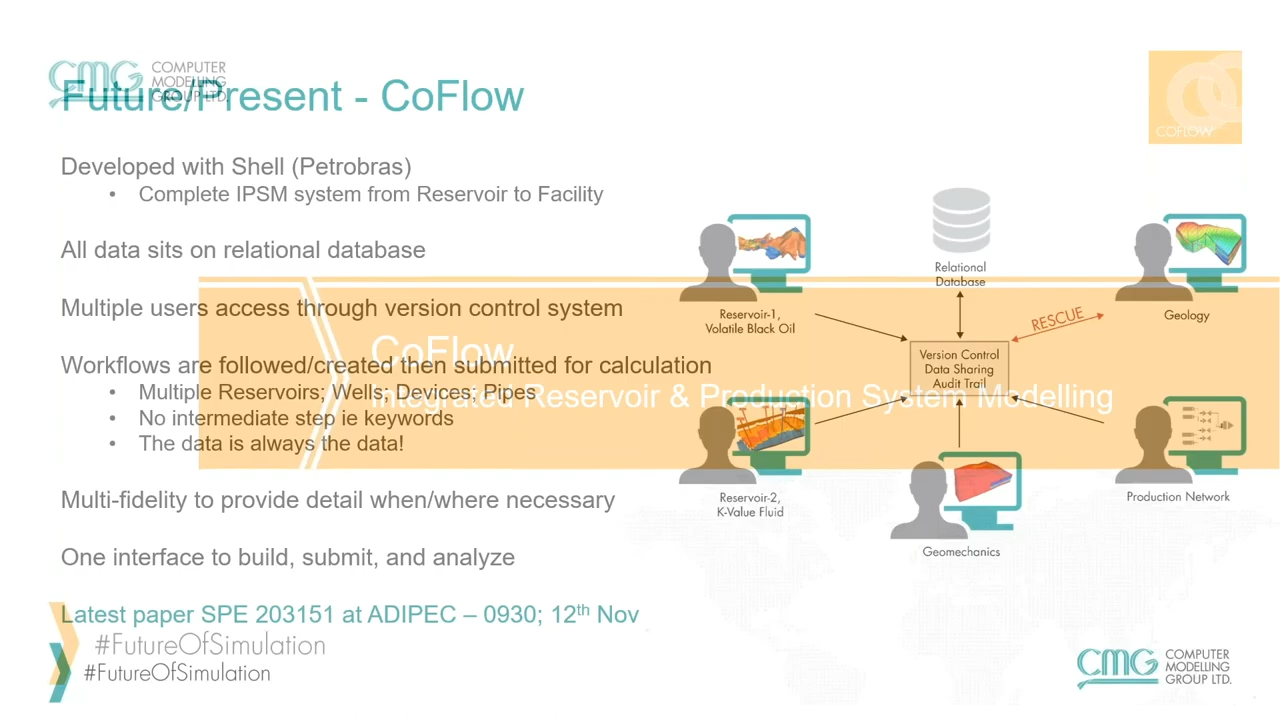 CMG COMPUTER
MODELLING
GROUP LTD.
Future/Present - CoFlow
COFLOW
Developed with Shell (Petrobras)
• Complete IPSM system from Reservoir to Facility
All data sits on relational database
Multiple users access through version control system
Workflows are followed/created then submitted for calculation
• Multiple Reservoirs; Wells; Devices; Pipes
• No intermediate step ie keywords
• The data is always the data!
Multi-fidelity to provide detail when/where necessary
One interface to build, submit, and analyze
Latest paper SPE 203151 at ADIPEC – 0930; 12th Nov
CoFlow
Integrated Reservoir & Production System Modelling
Relational
Database
Reservoir-1,
Volatile Black Oil
RESCUE
Geology
Version Control
Data Sharing
Audit Trail
Reservoir-2,
K-Value Fluid
Production Network
Geomechanics
#FutureOfSimulation
#FutureOfSimulation
CMG COMPUTER
MODELLING
GROUP LTD.